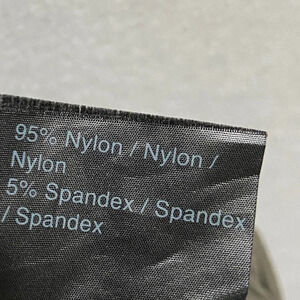 95% Nylon / Nylon /
Nylon
5% Spandex / Spandex
/ Spandex